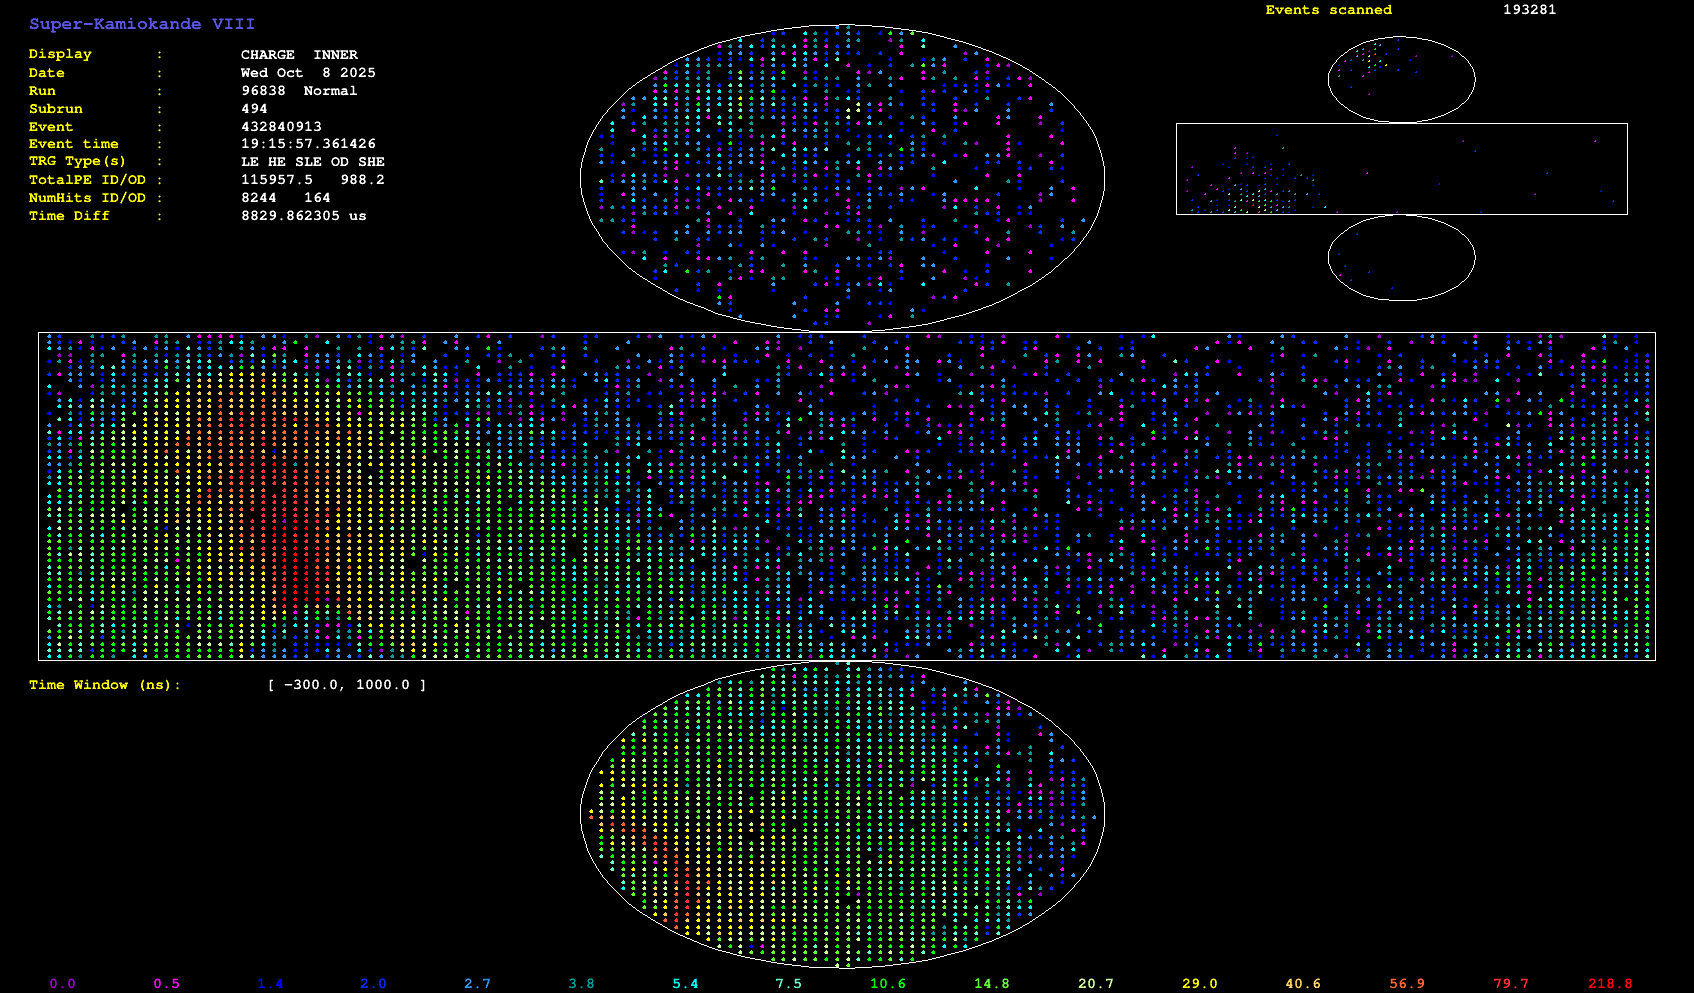 Super-Kamiokande VIII
Events scanned 193281
Display : CHARGE INNER
Date : Wed Oct 8 2025
Run : 96838 Normal
Subrun : 494
Event : 432840913
Event time : 19:15:57.361426
TRG Type(s) : LE HE SLE OD SHE
TotalPE ID/OD : 115957.5 988.2
NumHits ID/OD : 8244 164
Time Diff : 8829.862305 us
Time Window (ns): [ -300.0, 1000.0 ]
0.0 0.5 1.4 2.0 2.7 3.8 5.4 7.5 10.6 14.8 20.7 29.0 40.6 56.9 79.7 218.8